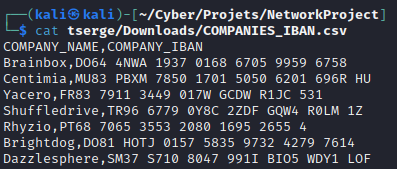 ┌──(kali㉿kali)-[~/Cyber/Projets/NetworkProject]
└─$ cat tserge/Downloads/COMPANIES_IBAN.csv
COMPANY_NAME,COMPANY_IBAN
Brainbox,DO64 4NWA 1937 0168 6705 9959 6758
Centimia,MU83 PBXM 7850 1701 5050 6201 696R HU
Yacero,FR83 7911 3449 017W GCDW R1JC 531
Shuffledrive,TR96 6779 0Y8C 2ZDF GQW4 R0LM 1Z
Rhyzio,PT68 7065 3553 2080 1695 2655 4
Brightdog,DO81 HOTJ 0157 5835 9732 4279 7614
Dazzlesphere,SM37 S710 8047 991I BIO5 WDY1 LOF